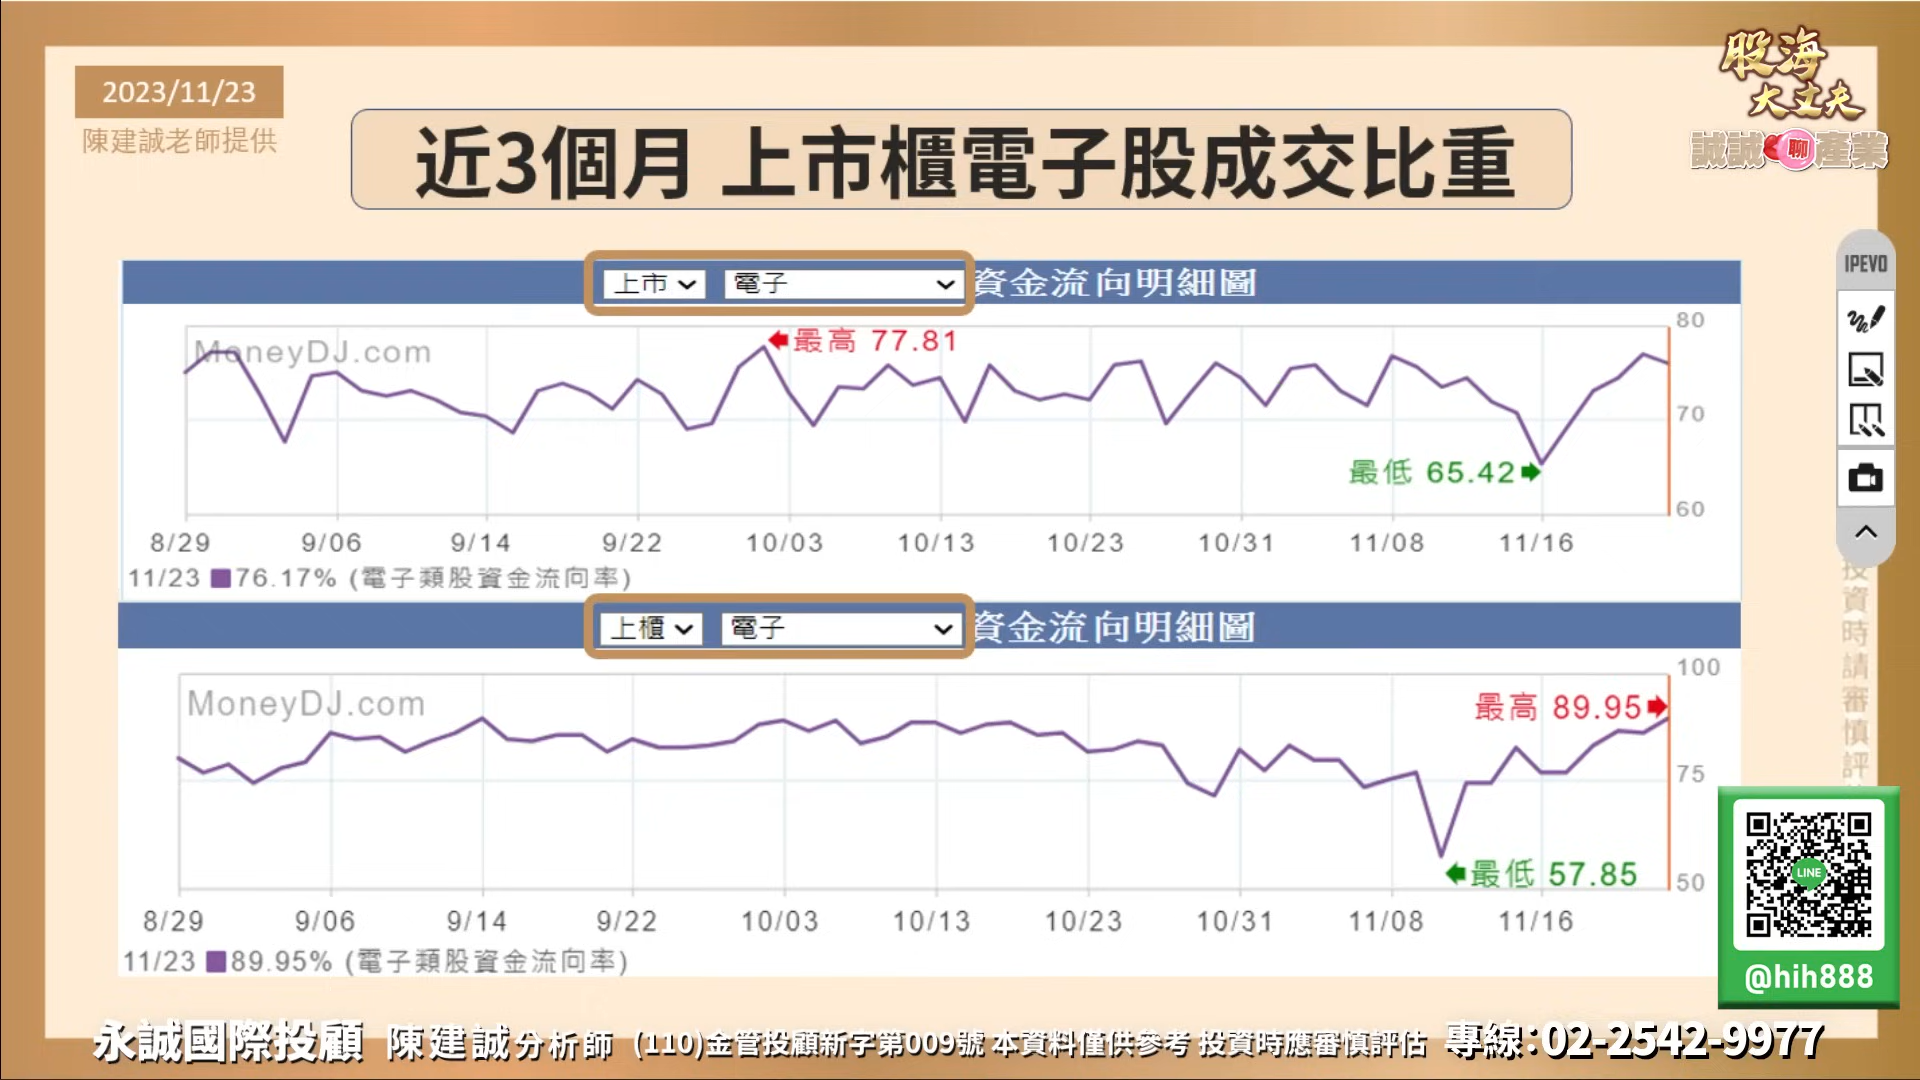 2023/11/23
陳建誠老師提供
近3個月 上市櫃電子股成交比重
股海
大丈夫
誠誠聊產業
IPEVO
上市 電子 資金流向明細圖
MoneyDJ.com
最高 77.81
最低 65.42
80
70
60
8/29 9/06 9/14 9/22 10/03 10/13 10/23 10/31 11/08 11/16
11/23 76.17% (電子類股資金流向率)
上櫃 電子 資金流向明細圖
MoneyDJ.com
最高 89.95
最低 57.85
100
75
50
8/29 9/06 9/14 9/22 10/03 10/13 10/23 10/31 11/08 11/16
11/23 89.95% (電子類股資金流向率)
投資時請審慎評
LINE
@hih888
永誠國際投顧 陳建誠分析師 (110)金管投顧新字第009號 本資料僅供參考 投資時應審慎評估 專線:02-2542-9977